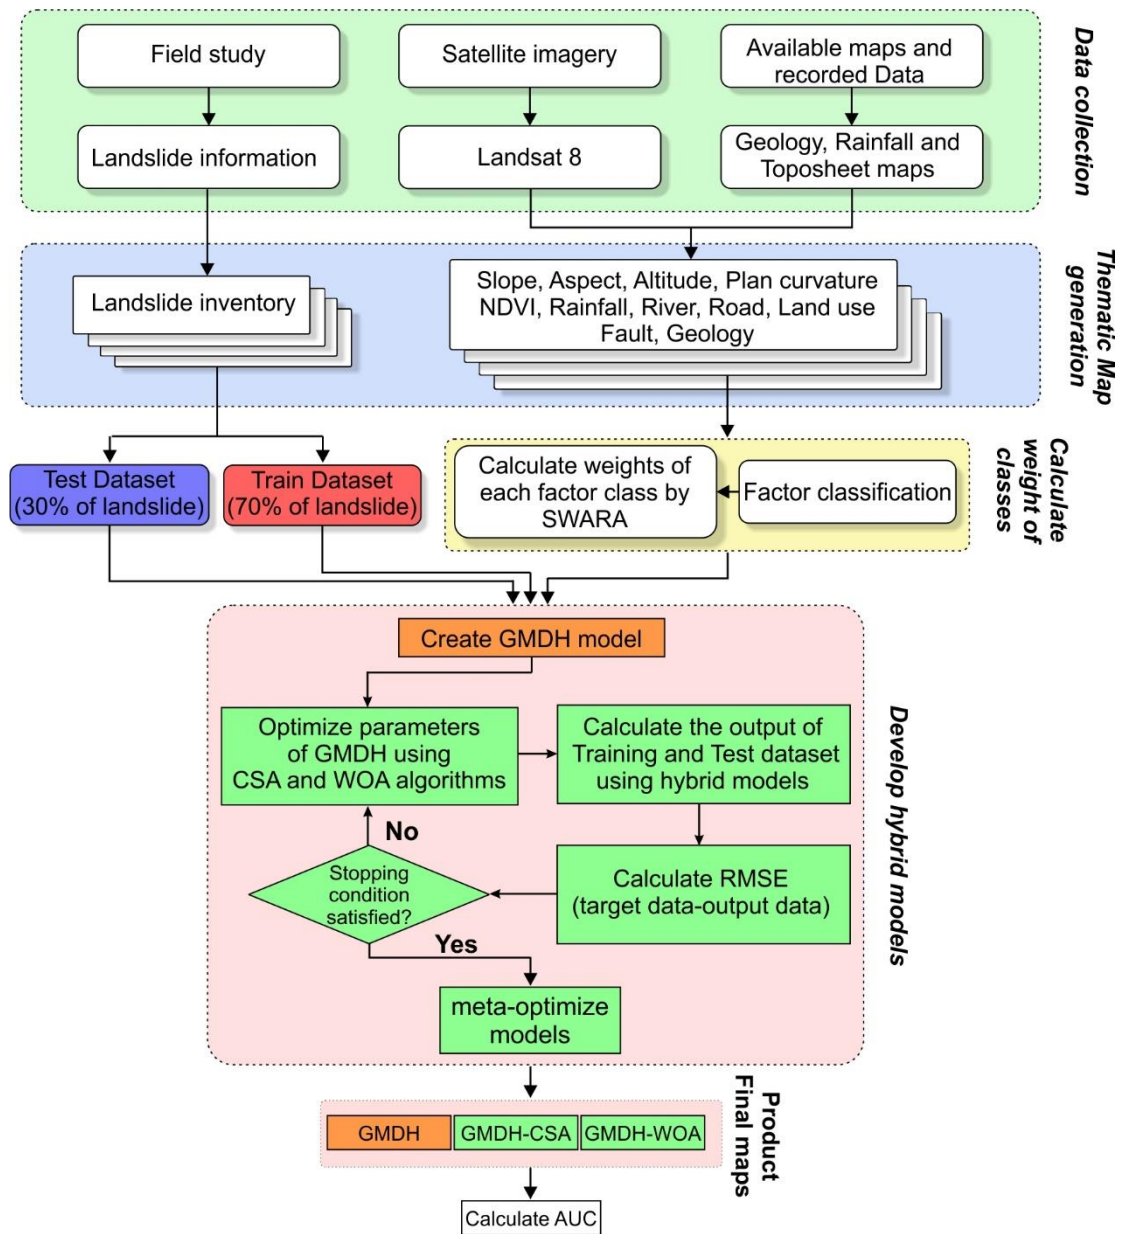 Field study
Satellite imagery
Available maps and
recorded Data
Landslide information
Landsat 8
Geology, Rainfall and
Toposheet maps
Data collection
Landslide inventory
Slope, Aspect, Altitude, Plan curvature
NDVI, Rainfall, River, Road, Land use
Fault, Geology
Thematic Map
generation
Test Dataset
(30% of landslide)
Train Dataset
(70% of landslide)
Calculate weights of
each factor class by
SWARA
Factor classification
Calculate
weight of
classes
Create GMDH model
Optimize parameters
of GMDH using
CSA and WOA algorithms
Calculate the output of
Training and Test dataset
using hybrid models
No
Stopping
condition
satisfied?
Calculate RMSE
(target data-output data)
Yes
meta-optimize
models
Develop hybrid models
GMDH
GMDH-CSA
GMDH-WOA
Product
Final maps
Calculate AUC